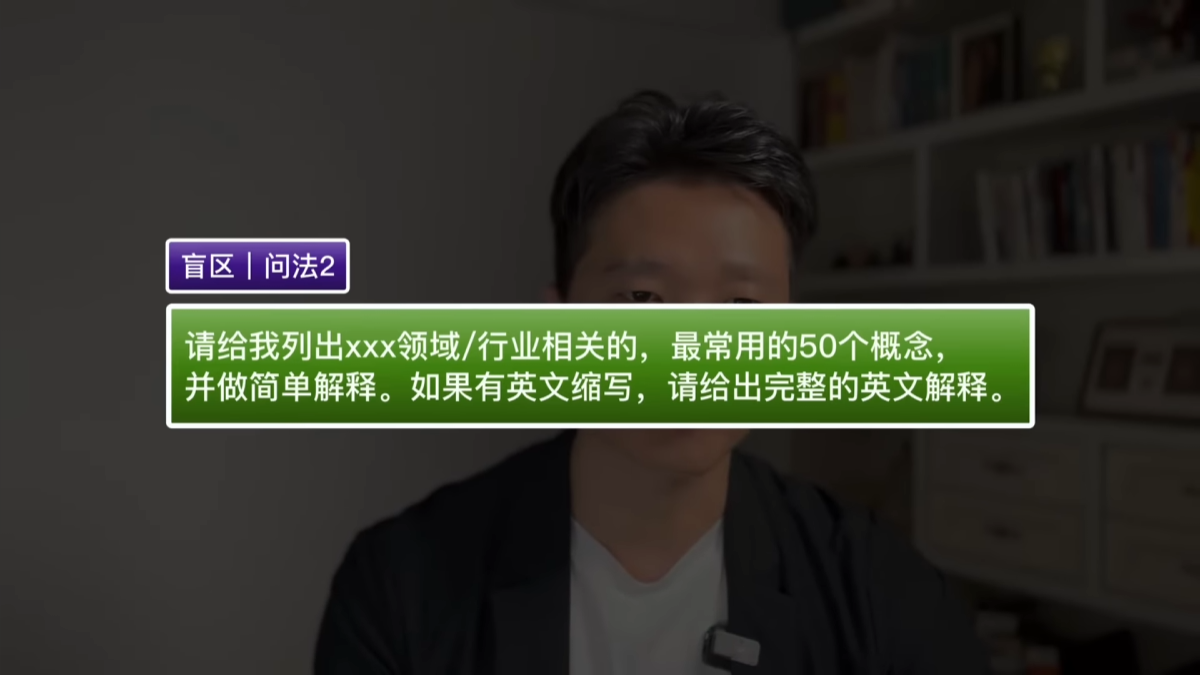 盲区｜问法2
请给我列出xxx领域/行业相关的，最常用的50个概念，
并做简单解释。如果有英文缩写，请给出完整的英文解释。